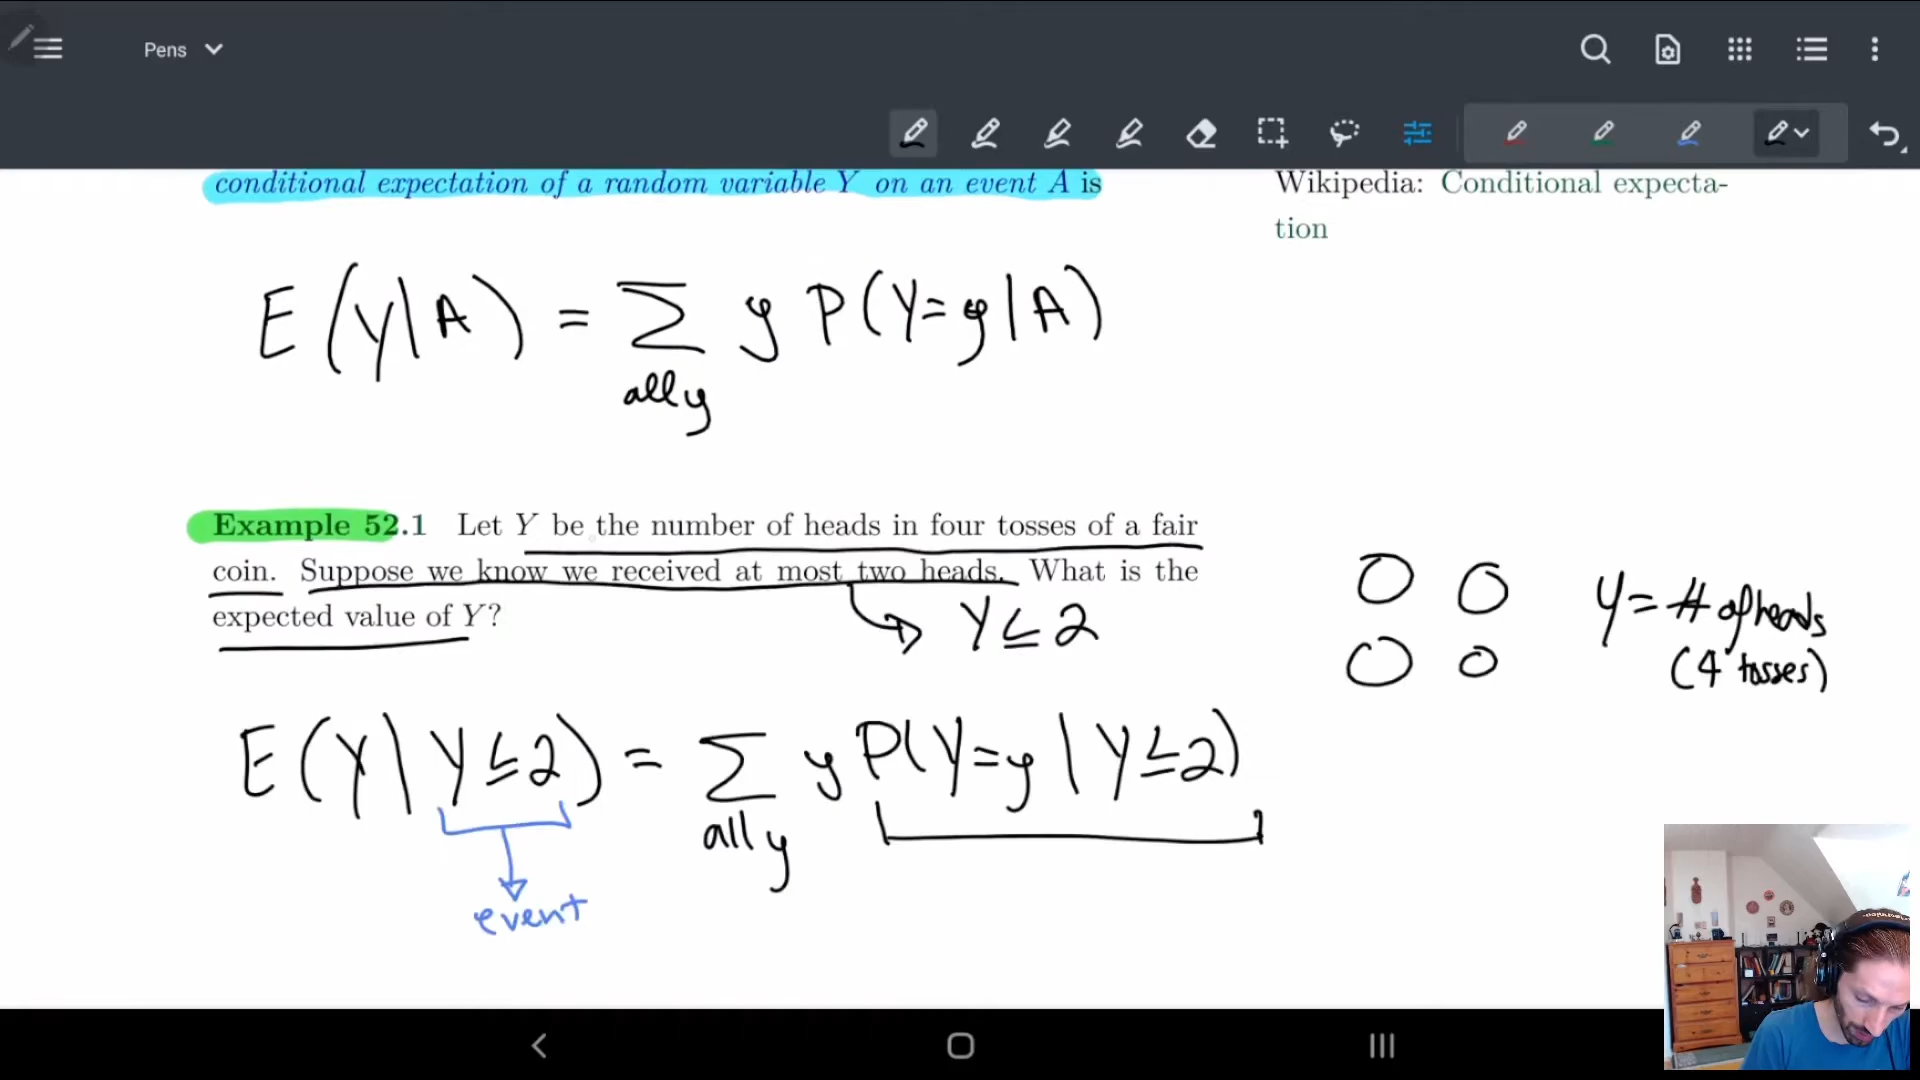 Pens
conditional expectation of a random variable Y on an event A is
Wikipedia: Conditional expecta-
tion
E(Y|A) = ∑ y P(Y=y|A)
all y
Example 52.1 Let Y be the number of heads in four tosses of a fair
coin. Suppose we know we received at most two heads. What is the
expected value of Y?
Y≤2
Y = # of heads
(4 tosses)
E(Y|Y≤2) = ∑ y P(Y=y|Y≤2)
all y
event